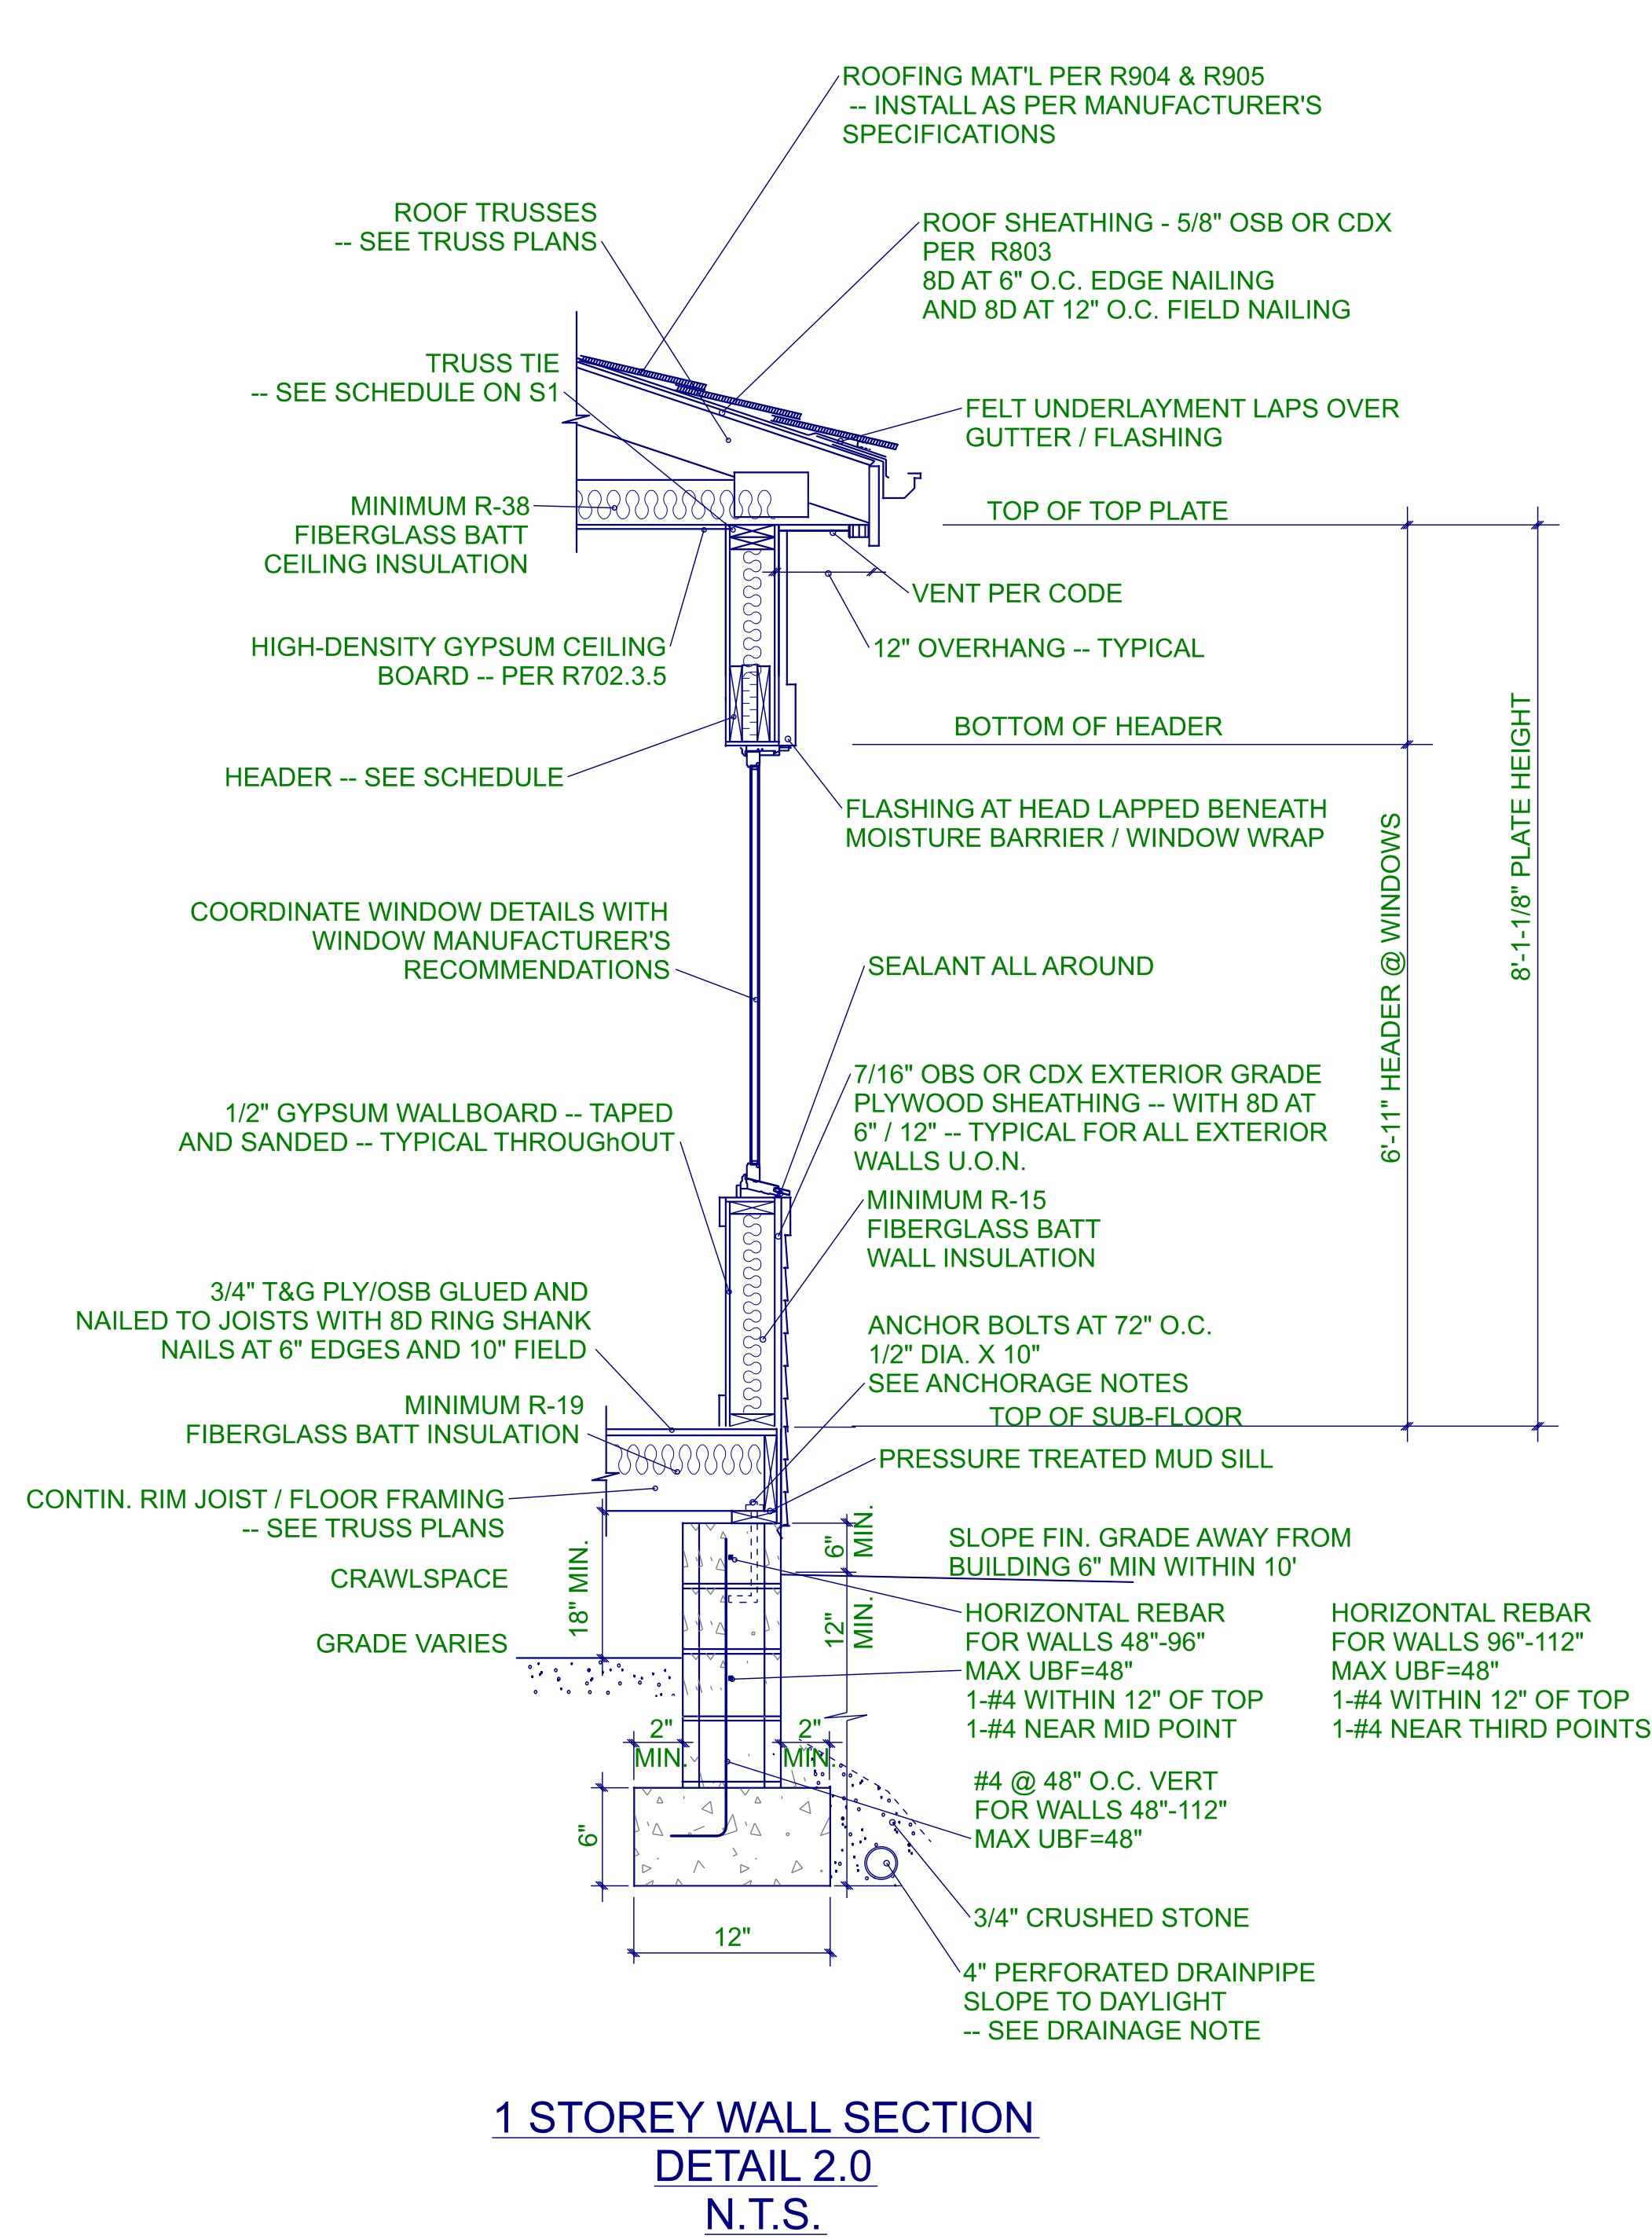 ROOFING MAT'L PER R904 & R905
-- INSTALL AS PER MANUFACTURER'S
SPECIFICATIONS
ROOF TRUSSES
-- SEE TRUSS PLANS
ROOF SHEATHING - 5/8" OSB OR CDX
PER R803
8D AT 6" O.C. EDGE NAILING
AND 8D AT 12" O.C. FIELD NAILING
TRUSS TIE
-- SEE SCHEDULE ON S1
FELT UNDERLAYMENT LAPS OVER
GUTTER / FLASHING
MINIMUM R-38
FIBERGLASS BATT
CEILING INSULATION
TOP OF TOP PLATE
VENT PER CODE
HIGH-DENSITY GYPSUM CEILING
BOARD -- PER R702.3.5
12" OVERHANG -- TYPICAL
BOTTOM OF HEADER
HEADER -- SEE SCHEDULE
FLASHING AT HEAD LAPPED BENEATH
MOISTURE BARRIER / WINDOW WRAP
6'-11" HEADER @ WINDOWS
8'-1-1/8" PLATE HEIGHT
COORDINATE WINDOW DETAILS WITH
WINDOW MANUFACTURER'S
RECOMMENDATIONS
SEALANT ALL AROUND
7/16" OBS OR CDX EXTERIOR GRADE
PLYWOOD SHEATHING -- WITH 8D AT
6" / 12" -- TYPICAL FOR ALL EXTERIOR
WALLS U.O.N.
1/2" GYPSUM WALLBOARD -- TAPED
AND SANDED -- TYPICAL THROUGhOUT
MINIMUM R-15
FIBERGLASS BATT
WALL INSULATION
3/4" T&G PLY/OSB GLUED AND
NAILED TO JOISTS WITH 8D RING SHANK
NAILS AT 6" EDGES AND 10" FIELD
ANCHOR BOLTS AT 72" O.C.
1/2" DIA. X 10"
SEE ANCHORAGE NOTES
MINIMUM R-19
FIBERGLASS BATT INSULATION
TOP OF SUB-FLOOR
PRESSURE TREATED MUD SILL
CONTIN. RIM JOIST / FLOOR FRAMING
-- SEE TRUSS PLANS
6"
MIN.
SLOPE FIN. GRADE AWAY FROM
BUILDING 6" MIN WITHIN 10'
CRAWLSPACE
18" MIN.
12"
MIN.
GRADE VARIES
HORIZONTAL REBAR
FOR WALLS 48"-96"
MAX UBF=48"
1-#4 WITHIN 12" OF TOP
1-#4 NEAR MID POINT
HORIZONTAL REBAR
FOR WALLS 96"-112"
MAX UBF=48"
1-#4 WITHIN 12" OF TOP
1-#4 NEAR THIRD POINTS
2"
MIN.
2"
MIN.
#4 @ 48" O.C. VERT
FOR WALLS 48"-112"
MAX UBF=48"
6"
3/4" CRUSHED STONE
12"
4" PERFORATED DRAINPIPE
SLOPE TO DAYLIGHT
-- SEE DRAINAGE NOTE
1 STOREY WALL SECTION
DETAIL 2.0
N.T.S.